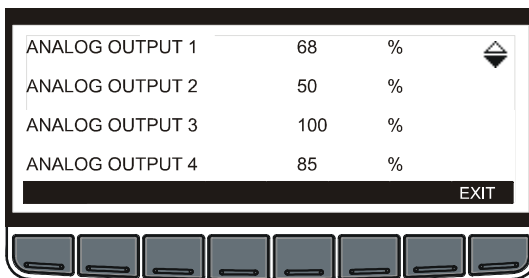 ANALOG OUTPUT 1 68 %
ANALOG OUTPUT 2 50 %
ANALOG OUTPUT 3 100 %
ANALOG OUTPUT 4 85 %
EXIT